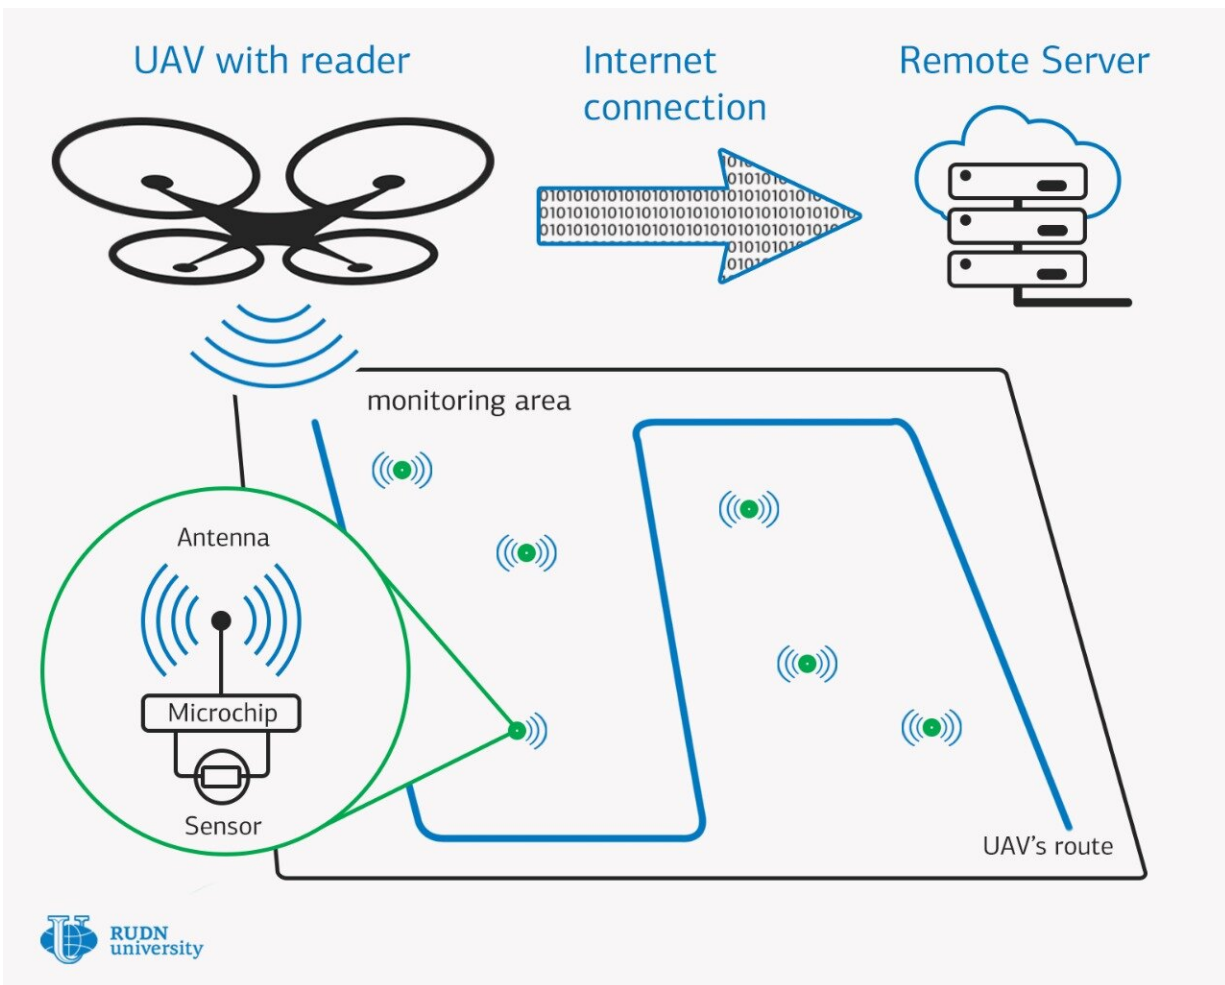 UAV with reader
Internet
connection
Remote Server
monitoring area
Antenna
Microchip
Sensor
UAV's route
RUDN
university